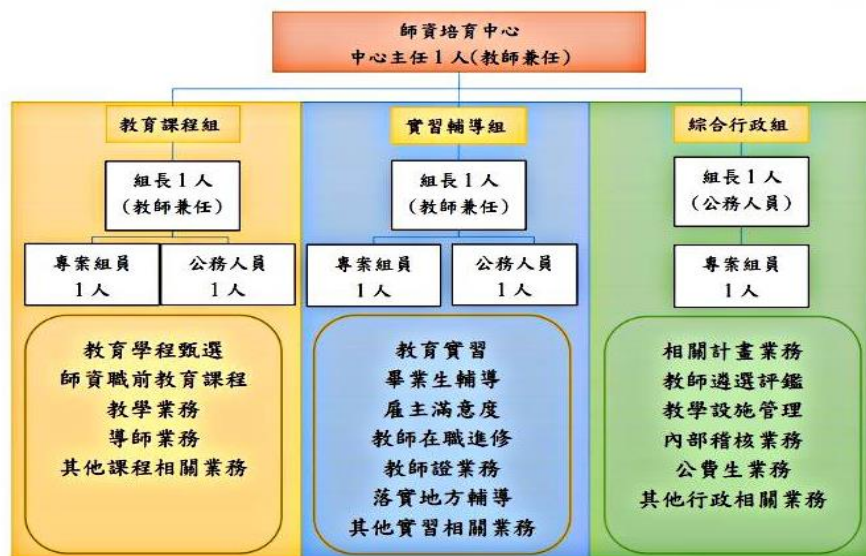 師資培育中心
中心主任1人(教師兼任)
教育課程組
組長1人
(教師兼任)
專案組員
1人
公務人員
1人
教育學程甄選
師資職前教育課程
教學業務
導師業務
其他課程相關業務
實習輔導組
組長1人
(教師兼任)
專案組員
1人
公務人員
1人
教育實習
畢業生輔導
雇主滿意度
教師在職進修
教師證業務
落實地方輔導
其他實習相關業務
綜合行政組
組長1人
(公務人員)
專案組員
1人
相關計畫業務
教師遴選評鑑
教學設施管理
內部稽核業務
公費生業務
其他行政相關業務